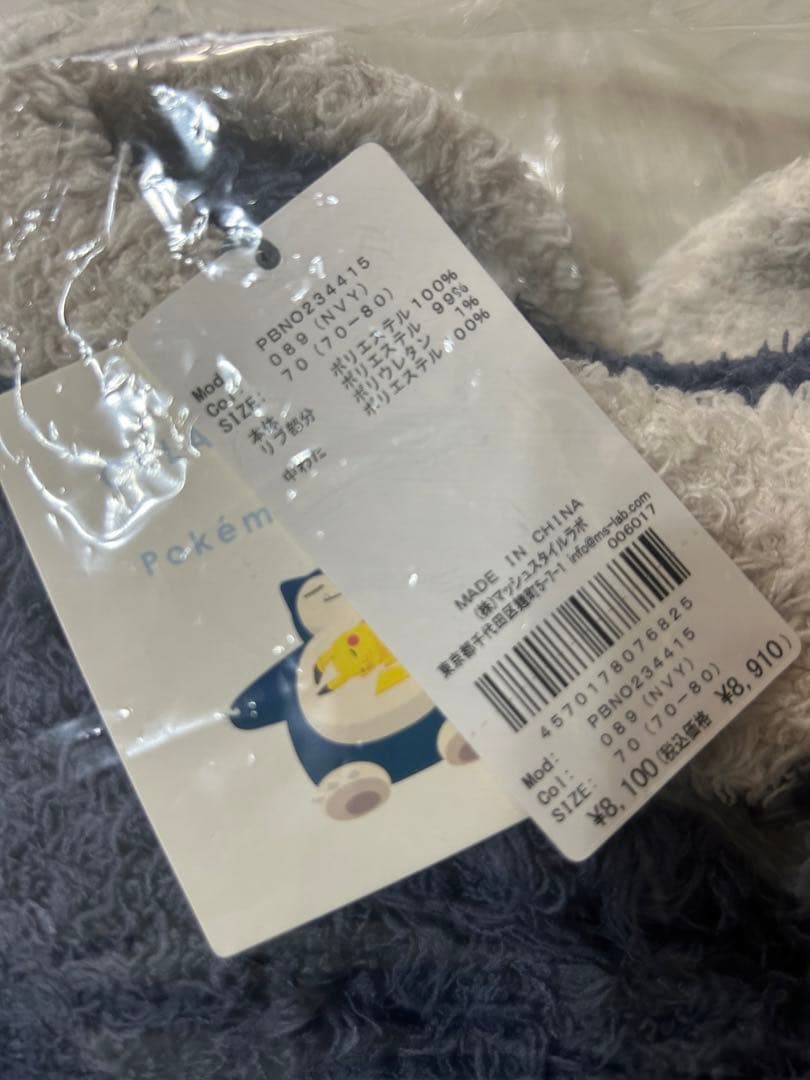 Mod: PBNO234415
Col: 089 (NVY)
SIZE: 70 (70-80)
本体 ポリエステル 100%
リブ部分 ポリエステル 99%
ポリウレタン 1%
中わた ポリエステル 100%
MADE IN CHINA
(株)マッシュスタイルラボ
東京都千代田区麹町5-7-1 info@ms-lab.com
006017
4570178076825
Mod: PBNO234415
Col: 089 (NVY)
SIZE: 70 (70-80)
¥8,100(税込価格 ¥8,910)
Pokém